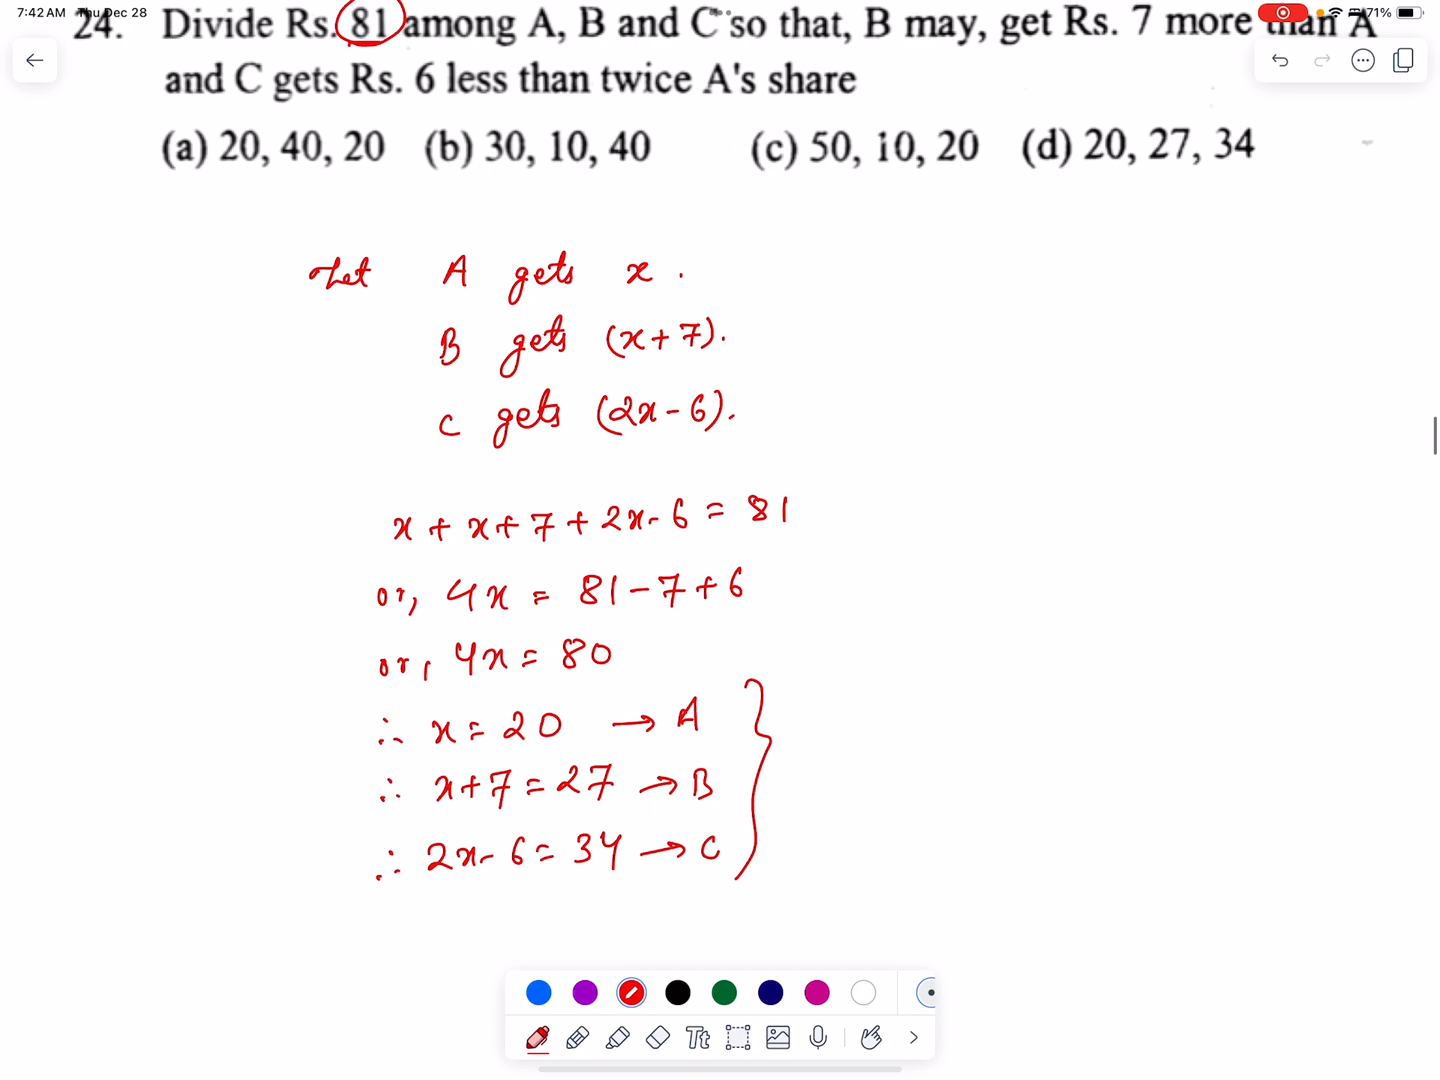 7:42 AM Thu Dec 28
71%
24. Divide Rs. 81 among A, B and C so that, B may, get Rs. 7 more than A
and C gets Rs. 6 less than twice A's share
(a) 20, 40, 20 (b) 30, 10, 40 (c) 50, 10, 20 (d) 20, 27, 34
Let A gets x.
B gets (x+7).
C gets (2x-6).
x + x + 7 + 2x - 6 = 81
or, 4x = 81 - 7 + 6
or, 4x = 80
∴ x = 20 → A
∴ x+7 = 27 → B
∴ 2x-6 = 34 → C
Tt